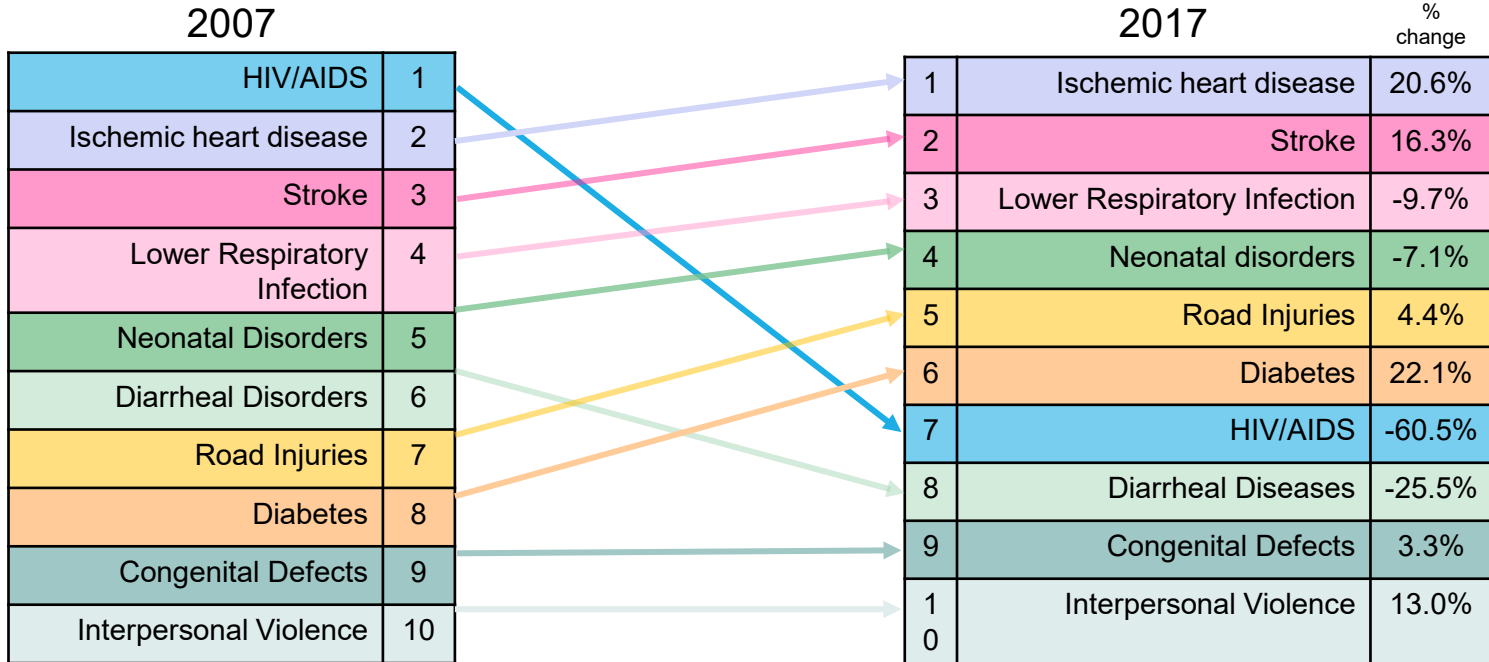 2007
HIV/AIDS 1
Ischemic heart disease 2
Stroke 3
Lower Respiratory 4
Infection
Neonatal Disorders 5
Diarrheal Disorders 6
Road Injuries 7
Diabetes 8
Congenital Defects 9
Interpersonal Violence 10
2017 %
change
1 Ischemic heart disease 20.6%
2 Stroke 16.3%
3 Lower Respiratory Infection -9.7%
4 Neonatal disorders -7.1%
5 Road Injuries 4.4%
6 Diabetes 22.1%
7 HIV/AIDS -60.5%
8 Diarrheal Diseases -25.5%
9 Congenital Defects 3.3%
1 Interpersonal Violence 13.0%
0